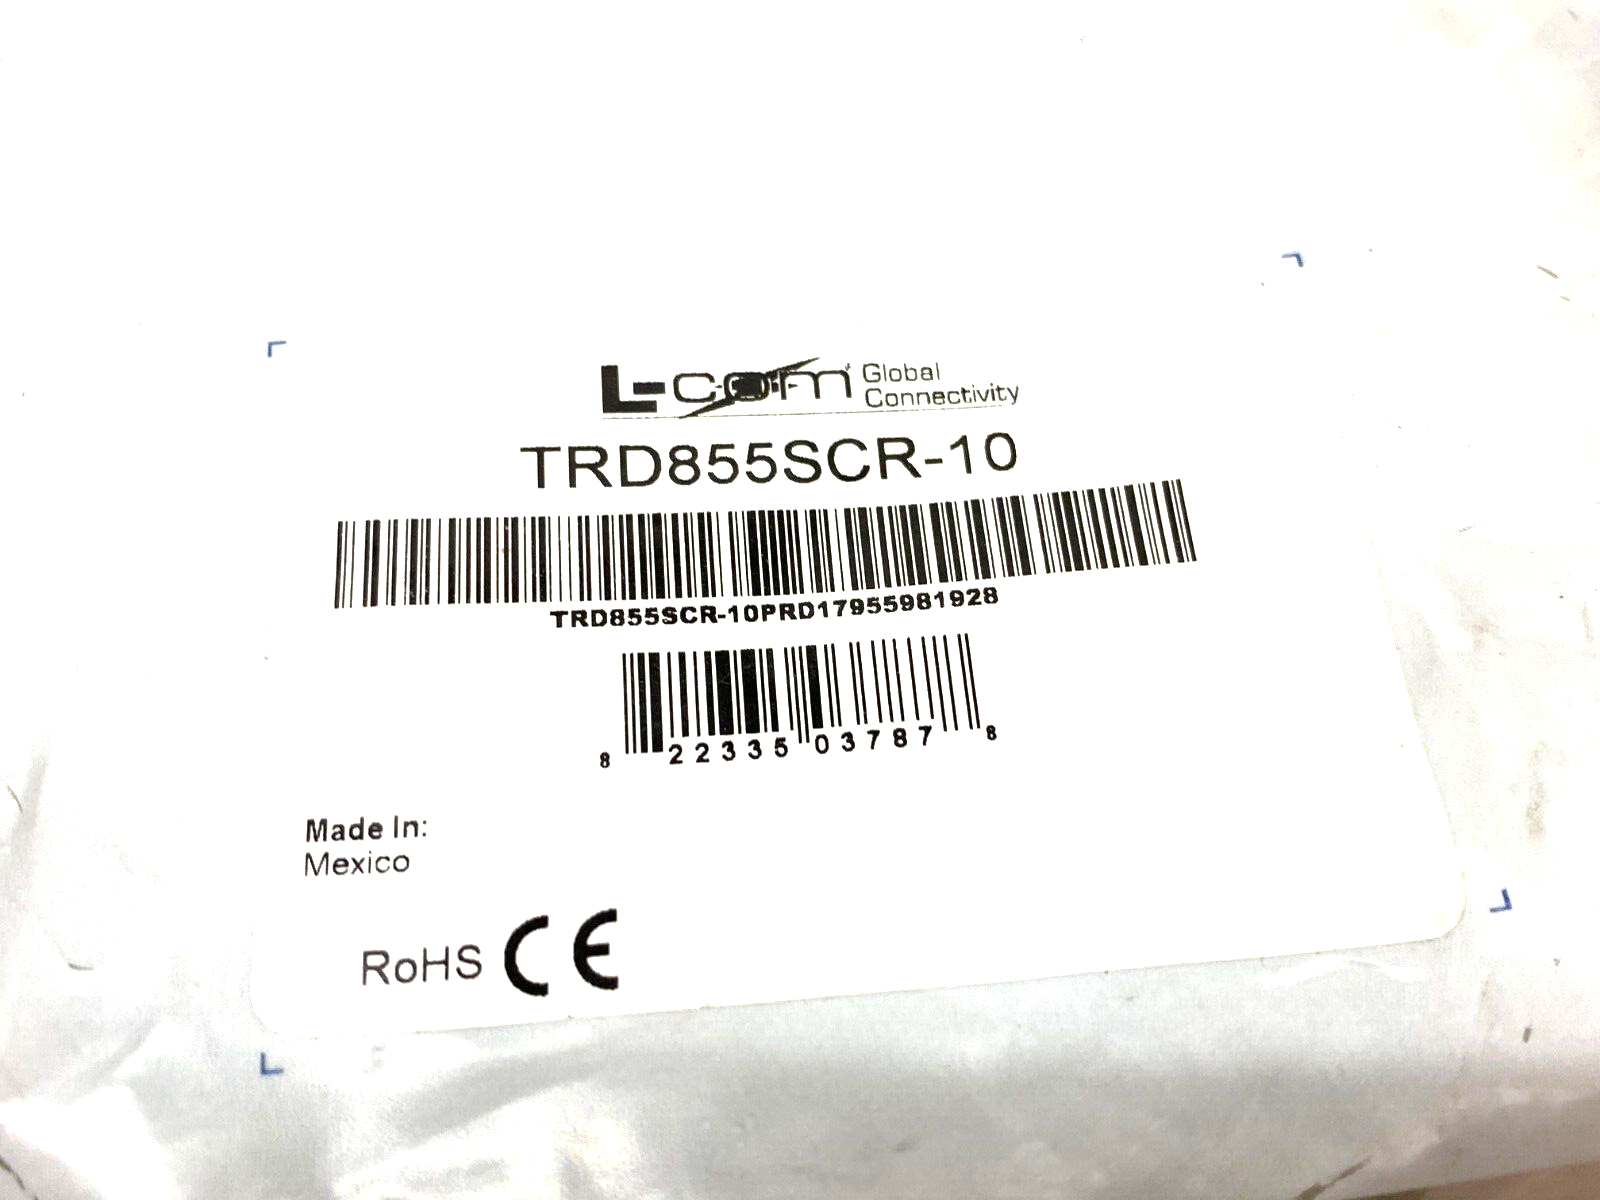 L-com Global
Connectivity
TRD855SCR-10
TRD855SCR-10PRD17955981928
8 22335 03787 8
Made In:
Mexico
RoHS CE